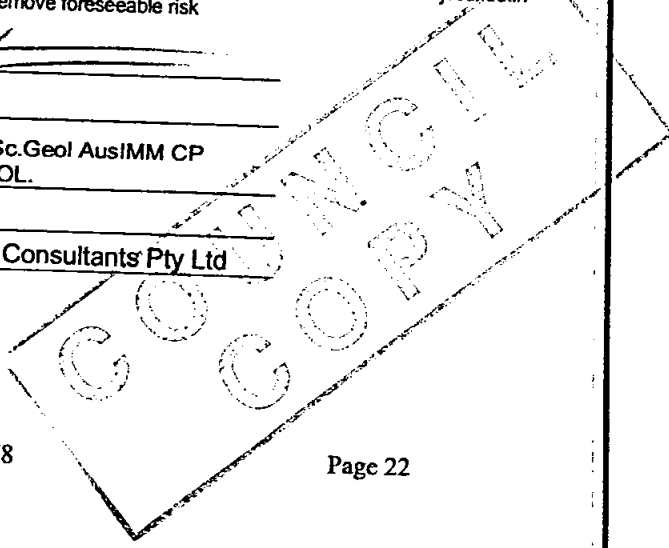 emove foreseeable risk
Sc.Geol AusIMM CP
OL.
Consultants Pty Ltd
COUNCIL
COPY
8
Page 22